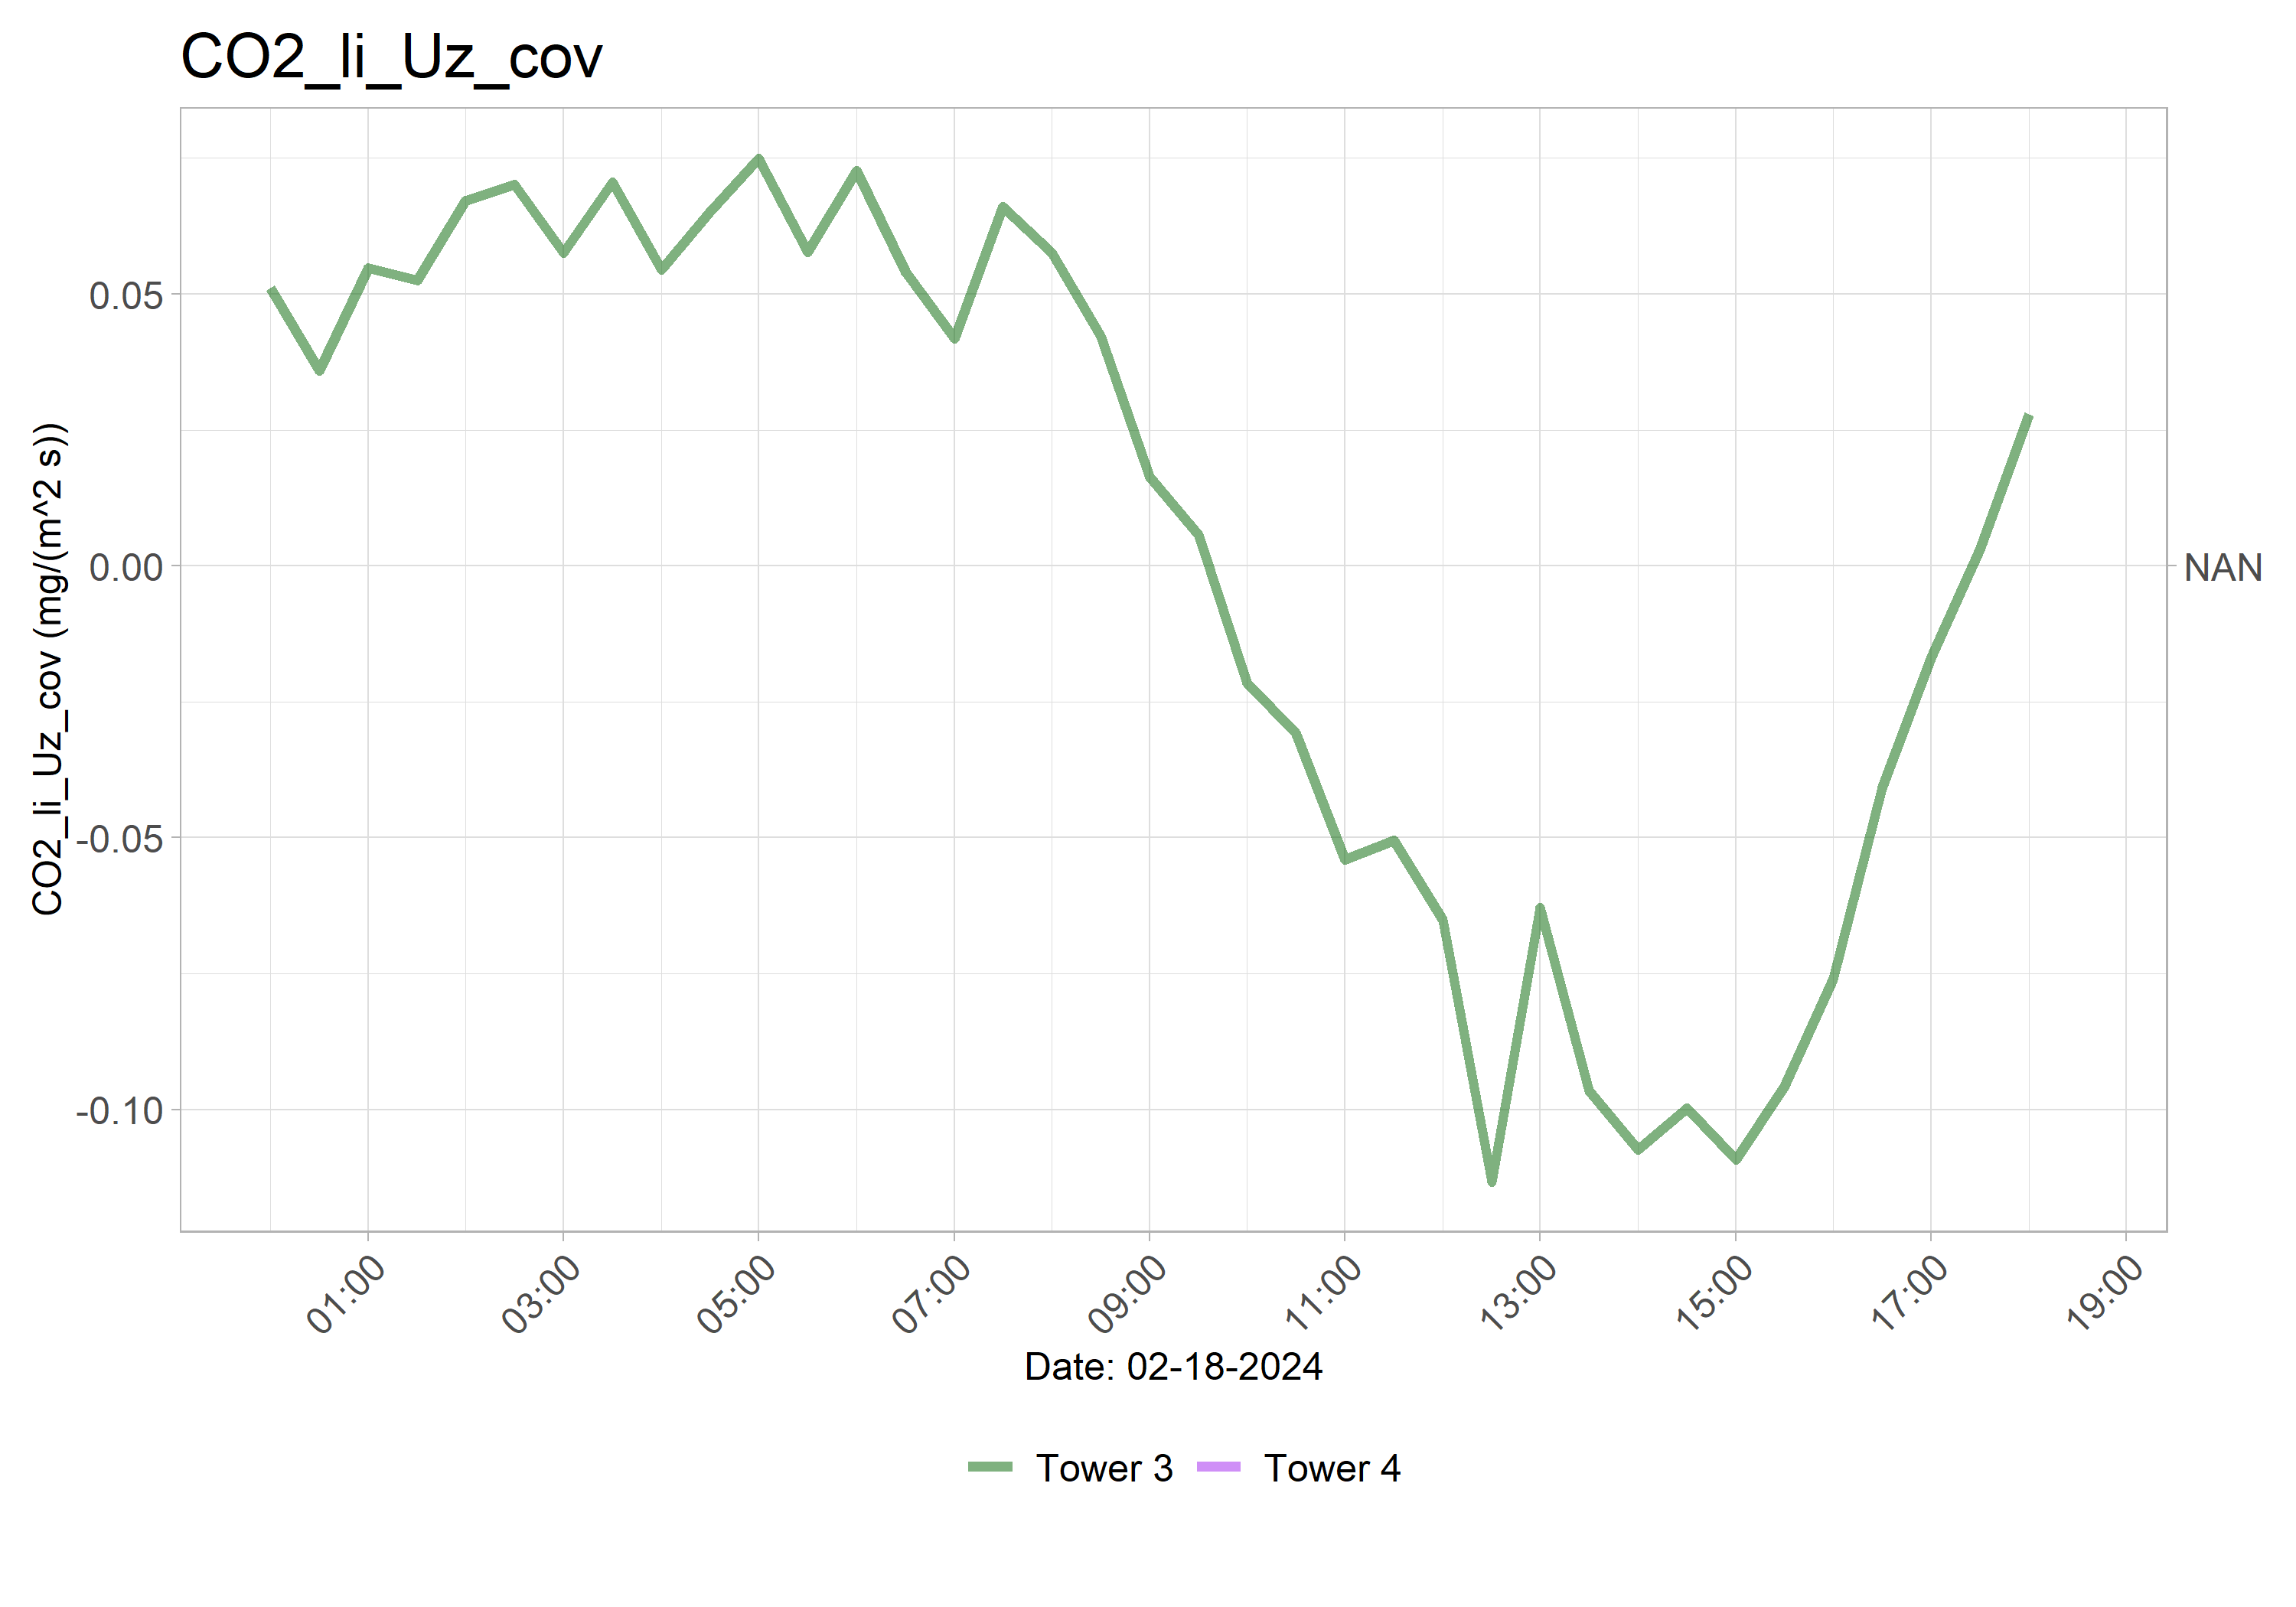 CO2_li_Uz_cov
CO2_li_Uz_cov (mg/(m^2 s))
0.05
0.00
-0.05
-0.10
NAN
01:00
03:00
05:00
07:00
09:00
11:00
13:00
15:00
17:00
19:00
Date: 02-18-2024
Tower 3
Tower 4